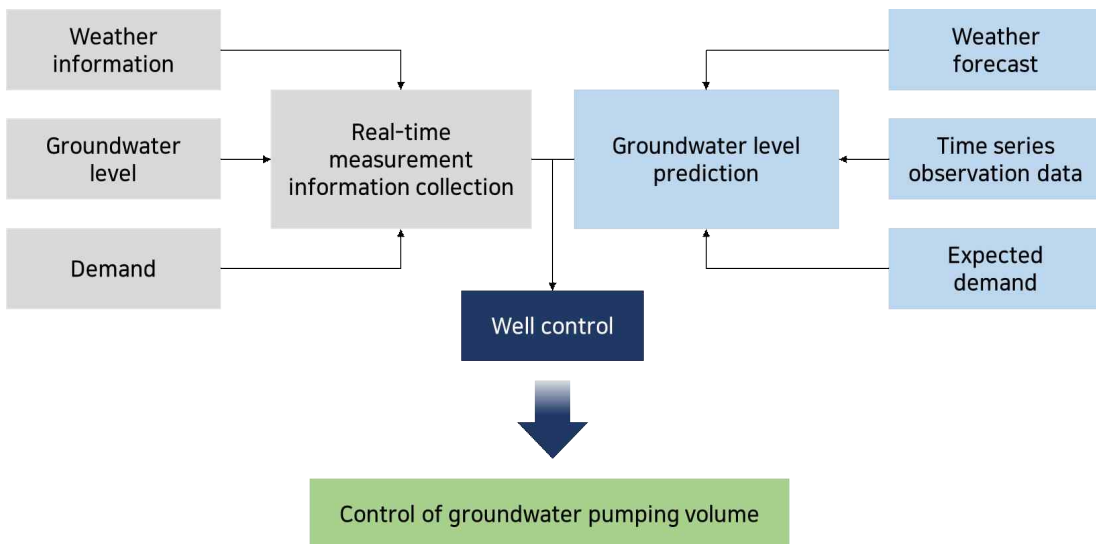 Weather
information
Groundwater
level
Demand
Real-time
measurement
information collection
Groundwater level
prediction
Weather
forecast
Time series
observation data
Expected
demand
Well control
Control of groundwater pumping volume